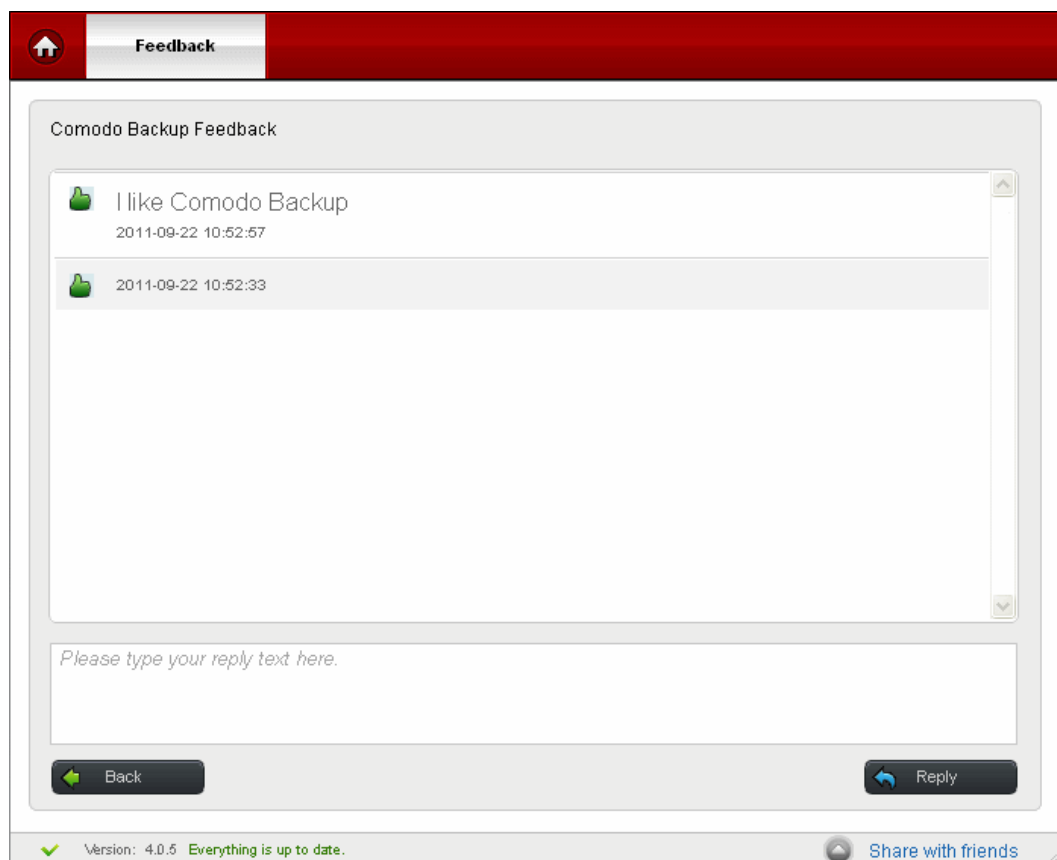 Feedback
Comodo Backup Feedback
I like Comodo Backup
2011-09-22 10:52:57
2011-09-22 10:52:33
Please type your reply text here.
Back
Reply
Version: 4.0.5 Everything is up to date.
Share with friends